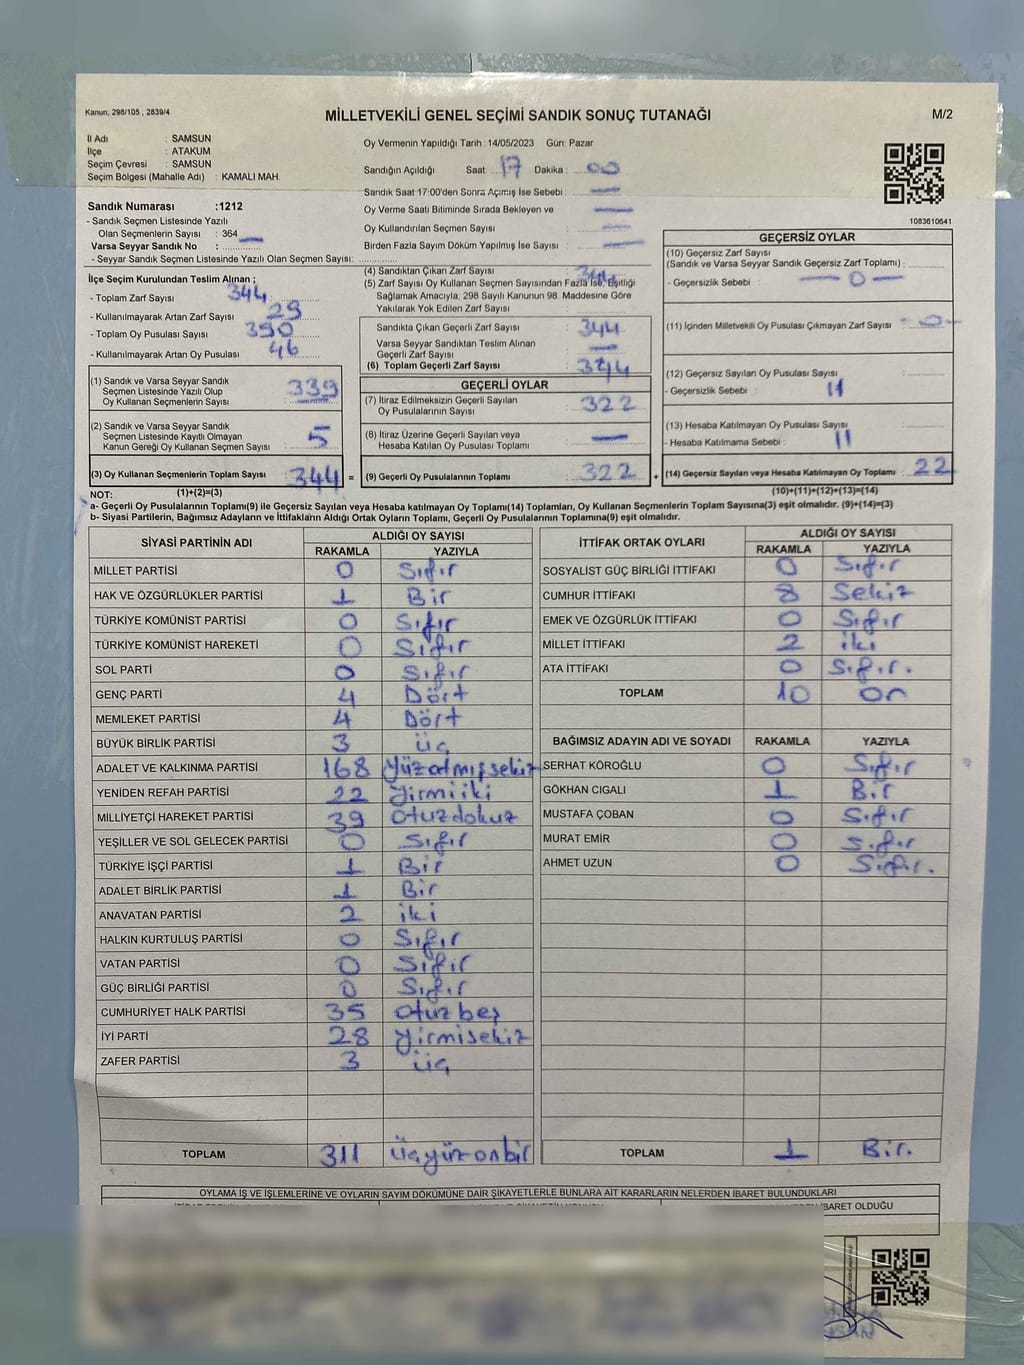 Kanun; 298/105 , 2839/4
MİLLETVEKİLİ GENEL SEÇİMİ SANDIK SONUÇ TUTANAĞI
M/2
İl Adı : SAMSUN
İlçe : ATAKUM
Seçim Çevresi : SAMSUN
Seçim Bölgesi (Mahalle Adı) : KAMALI MAH.
Oy Vermenin Yapıldığı Tarih :14/05/2023 Gün: Pazar
Sandığın Açıldığı Saat: 17 Dakika: 00
Sandık Saat 17:00'den Sonra Açımış İse Sebebi : —
Oy Verme Saati Bitiminde Sırada Bekleyen ve —
Oy Kullandırılan Seçmen Sayısı : —
Birden Fazla Sayım Döküm Yapılmış İse Sayısı : —
1083610641
Sandık Numarası :1212
- Sandık Seçmen Listesinde Yazılı
Olan Seçmenlerin Sayısı : 364
Varsa Seyyar Sandık No : —
- Seyyar Sandık Seçmen Listesinde Yazılı Olan Seçmen Sayısı:
İlçe Seçim Kurulundan Teslim Alınan ;
- Toplam Zarf Sayısı 344
- Kullanılmayarak Artan Zarf Sayısı 29
- Toplam Oy Pusulası Sayısı 390
- Kullanılmayarak Artan Oy Pusulası 46
(1) Sandık ve Varsa Seyyar Sandık
Seçmen Listesinde Yazılı Olup
Oy Kullanan Seçmenlerin Sayısı : 339
(2) Sandık ve Varsa Seyyar Sandık
Seçmen Listesinde Kayıtlı Olmayan
Kanun Gereği Oy Kullanan Seçmen Sayısı : 5
(3) Oy Kullanan Seçmenlerin Toplam Sayısı : 344 =
(1)+(2)=(3)
(4) Sandıktan Çıkan Zarf Sayısı : 344
(5) Zarf Sayısı Oy Kullanan Seçmen Sayısından Fazla İse, Eşitliği
Sağlamak Amacıyla; 298 Sayılı Kanunun 98. Maddesine Göre
Yakılarak Yok Edilen Zarf Sayısı :
Sandıkta Çıkan Geçerli Zarf Sayısı : 344
Varsa Seyyar Sandıktan Teslim Alınan
Geçerli Zarf Sayısı : —
(6) Toplam Geçerli Zarf Sayısı : 344
GEÇERLİ OYLAR
(7) İtiraz Edilmeksizin Geçerli Sayılan
Oy Pusulalarının Sayısı : 322
(8) İtiraz Üzerine Geçerli Sayılan veya
Hesaba Katılan Oy Pusulası Toplamı : —
(9) Geçerli Oy Pusulalarının Toplamı : 322 +
GEÇERSİZ OYLAR
(10) Geçersiz Zarf Sayısı
(Sandık ve Varsa Seyyar Sandık Geçersiz Zarf Toplamı) :
- Geçersizlik Sebebi : — 0 —
(11) İçinden Milletvekili Oy Pusulası Çıkmayan Zarf Sayısı : -0-
(12) Geçersiz Sayılan Oy Pusulası Sayısı :
- Geçersizlik Sebebi : 11
(13) Hesaba Katılmayan Oy Pusulası Sayısı :
- Hesaba Katılmama Sebebi : 11
(14) Geçersiz Sayılan veya Hesaba Katılmayan Oy Toplamı : 22
(10)+(11)+(12)+(13)=(14)
NOT:
a- Geçerli Oy Pusulalarının Toplamı(9) ile Geçersiz Sayılan veya Hesaba katılmayan Oy Toplamı(14) Toplamları, Oy Kullanan Seçmenlerin Toplam Sayısına(3) eşit olmalıdır. (9)+(14)=(3)
b- Siyasi Partilerin, Bağımsız Adayların ve İttifakların Aldığı Ortak Oyların Toplamı, Geçerli Oy Pusulalarının Toplamına(9) eşit olmalıdır.
SİYASİ PARTİNİN ADI ALDIĞI OY SAYISI
RAKAMLA YAZIYLA
MİLLET PARTİSİ 0 Sıfır
HAK VE ÖZGÜRLÜKLER PARTİSİ 1 Bir
TÜRKİYE KOMÜNİST PARTİSİ 0 Sıfır
TÜRKİYE KOMÜNİST HAREKETİ 0 Sıfır
SOL PARTİ 0 Sıfır
GENÇ PARTİ 4 Dört
MEMLEKET PARTİSİ 4 Dört
BÜYÜK BİRLİK PARTİSİ 3 üç
ADALET VE KALKINMA PARTİSİ 168 yüzatmışsekiz
YENİDEN REFAH PARTİSİ 22 yirmiiki
MİLLİYETÇİ HAREKET PARTİSİ 39 otuzdokuz
YEŞİLLER VE SOL GELECEK PARTİSİ 0 Sıfır
TÜRKİYE İŞÇİ PARTİSİ 1 Bir
ADALET BİRLİK PARTİSİ 1 Bir
ANAVATAN PARTİSİ 2 iki
HALKIN KURTULUŞ PARTİSİ 0 Sıfır
VATAN PARTİSİ 0 Sıfır
GÜÇ BİRLİĞİ PARTİSİ 0 Sıfır
CUMHURİYET HALK PARTİSİ 35 otuzbeş
İYİ PARTİ 28 yirmisekiz
ZAFER PARTİSİ 3 üç
TOPLAM 311 üçyüzonbir
İTTİFAK ORTAK OYLARI ALDIĞI OY SAYISI
RAKAMLA YAZIYLA
SOSYALİST GÜÇ BİRLİĞİ İTTİFAKI 0 Sıfır
CUMHUR İTTİFAKI 8 Sekiz
EMEK VE ÖZGÜRLÜK İTTİFAKI 0 Sıfır
MİLLET İTTİFAKI 2 iki
ATA İTTİFAKI 0 Sıfır.
TOPLAM 10 on
BAĞIMSIZ ADAYIN ADI VE SOYADI RAKAMLA YAZIYLA
SERHAT KÖROĞLU 0 Sıfır
GÖKHAN CIGALI 1 Bir
MUSTAFA ÇOBAN 0 Sıfır
MURAT EMİR 0 Sıfır
AHMET UZUN 0 Sıfır.
TOPLAM 1 Bir.
OYLAMA İŞ VE İŞLEMLERİNE VE OYLARIN SAYIM DÖKÜMÜNE DAİR ŞİKAYETLERLE BUNLARA AİT KARARLARIN NELERDEN İBARET BULUNDUKLARI
İBARET OLDUĞU